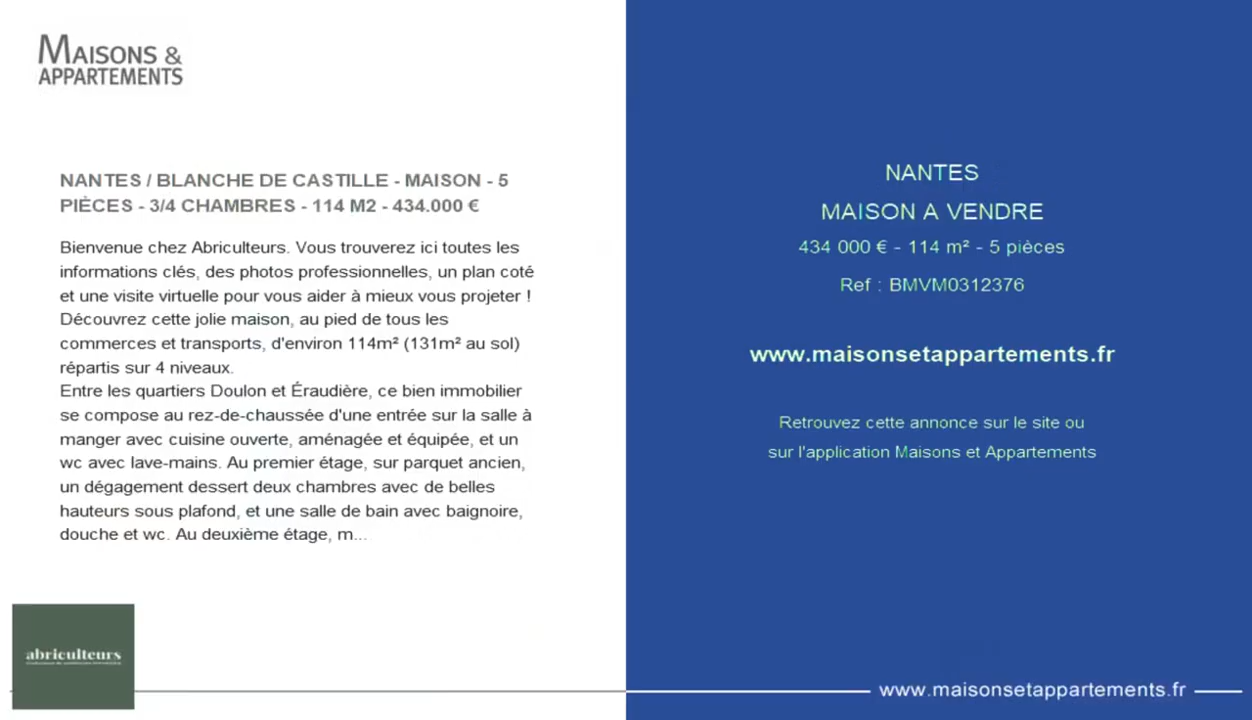 MAISONS &
APPARTEMENTS
NANTES / BLANCHE DE CASTILLE - MAISON - 5
PIÈCES - 3/4 CHAMBRES - 114 M2 - 434.000 €
Bienvenue chez Abriculteurs. Vous trouverez ici toutes les
informations clés, des photos professionnelles, un plan coté
et une visite virtuelle pour vous aider à mieux vous projeter !
Découvrez cette jolie maison, au pied de tous les
commerces et transports, d'environ 114m² (131m² au sol)
répartis sur 4 niveaux.
Entre les quartiers Doulon et Éraudière, ce bien immobilier
se compose au rez-de-chaussée d'une entrée sur la salle à
manger avec cuisine ouverte, aménagée et équipée, et un
wc avec lave-mains. Au premier étage, sur parquet ancien,
un dégagement dessert deux chambres avec de belles
hauteurs sous plafond, et une salle de bain avec baignoire,
douche et wc. Au deuxième étage, m...
abriculteurs
NANTES
MAISON A VENDRE
434 000 € - 114 m² - 5 pièces
Ref : BMVM0312376
www.maisonsetappartements.fr
Retrouvez cette annonce sur le site ou
sur l'application Maisons et Appartements
www.maisonsetappartements.fr